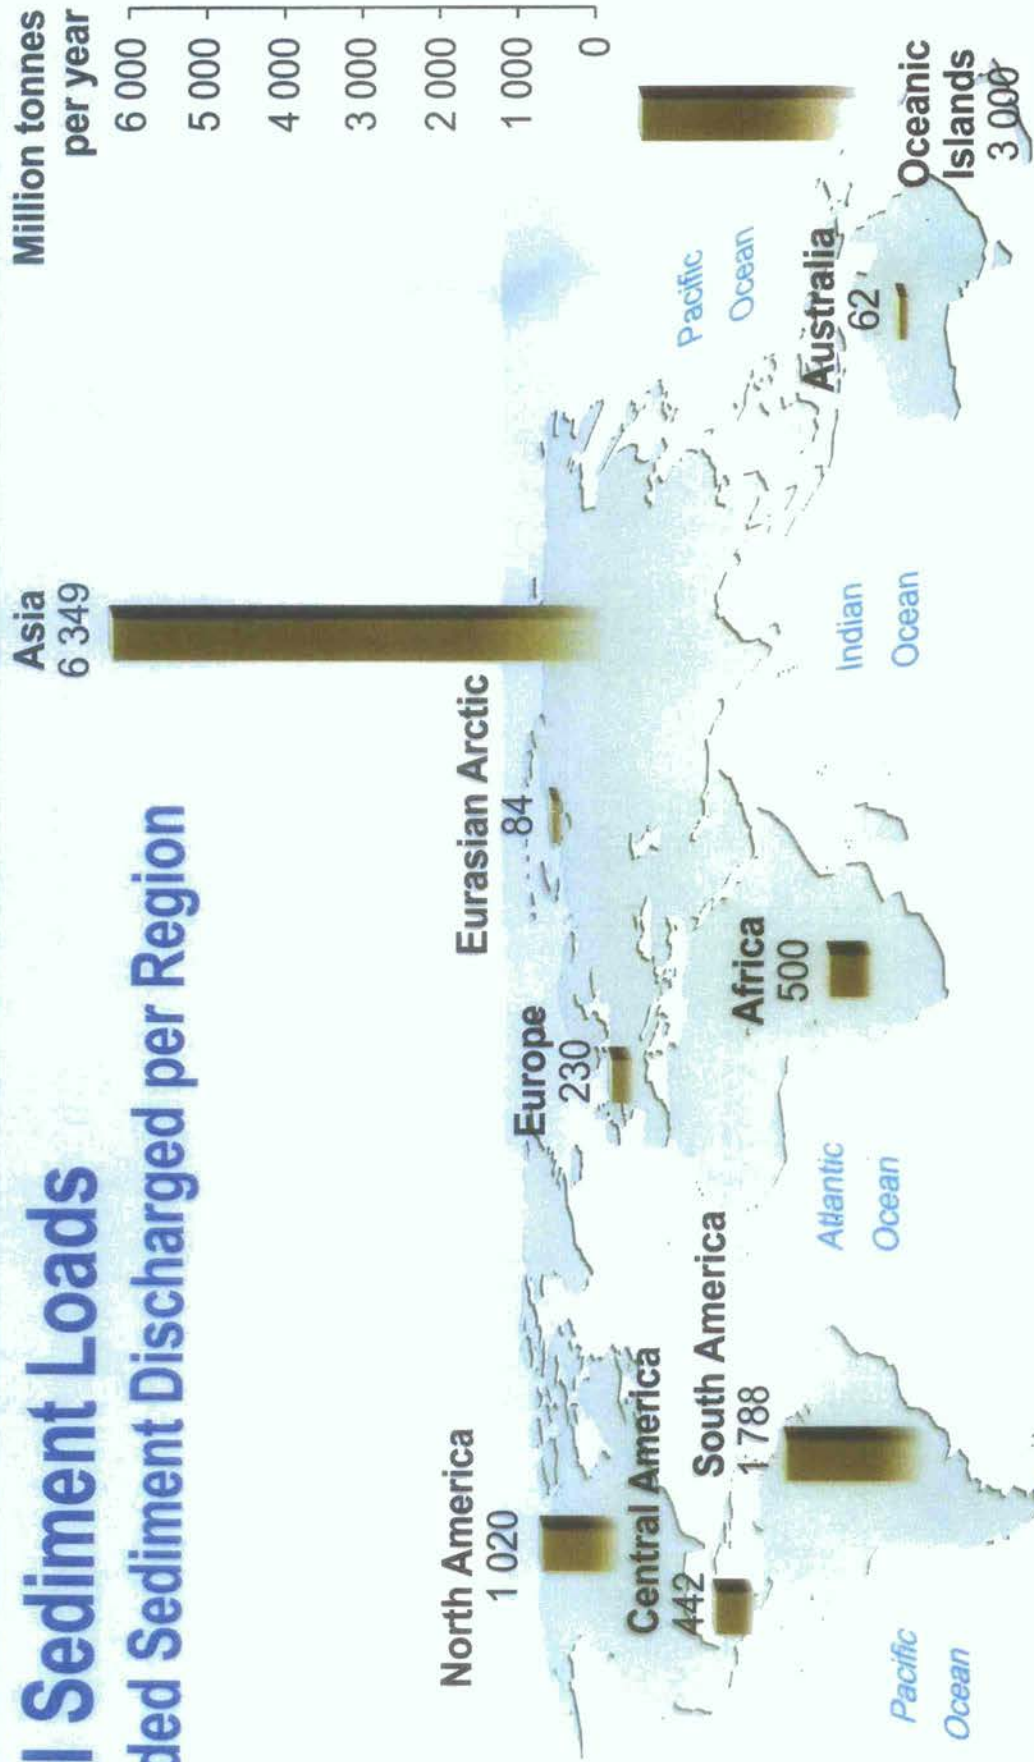 l Sediment Loads
ded Sediment Discharged per Region
Million tonnes
per year
6 000
5 000
4 000
3 000
2 000
1 000
0
Asia
6 349
Eurasian Arctic
84
North America
1 020
Europe
230
Central America
442
South America
1 788
Africa
500
Australia
62
Oceanic
Islands
3 000
Pacific
Ocean
Atlantic
Ocean
Indian
Ocean
Pacific
Ocean